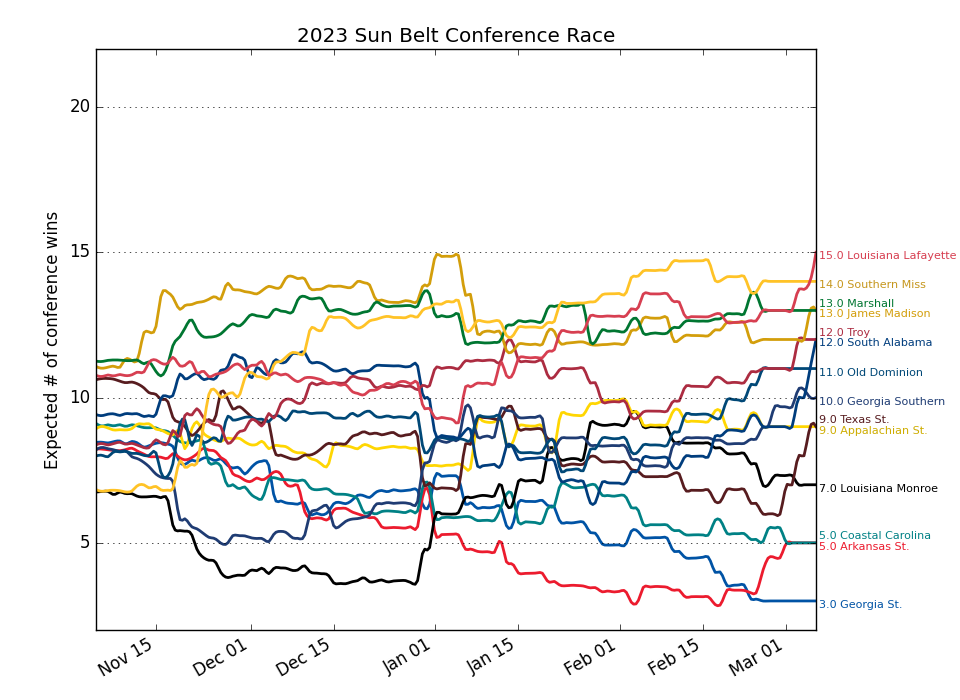 2023 Sun Belt Conference Race
Expected # of conference wins
20
15
10
5
15.0 Louisiana Lafayette
14.0 Southern Miss
13.0 Marshall
13.0 James Madison
12.0 Troy
12.0 South Alabama
11.0 Old Dominion
10.0 Georgia Southern
9.0 Texas St.
9.0 Appalachian St.
7.0 Louisiana Monroe
5.0 Coastal Carolina
5.0 Arkansas St.
3.0 Georgia St.
Nov 15
Dec 01
Dec 15
Jan 01
Jan 15
Feb 01
Feb 15
Mar 01